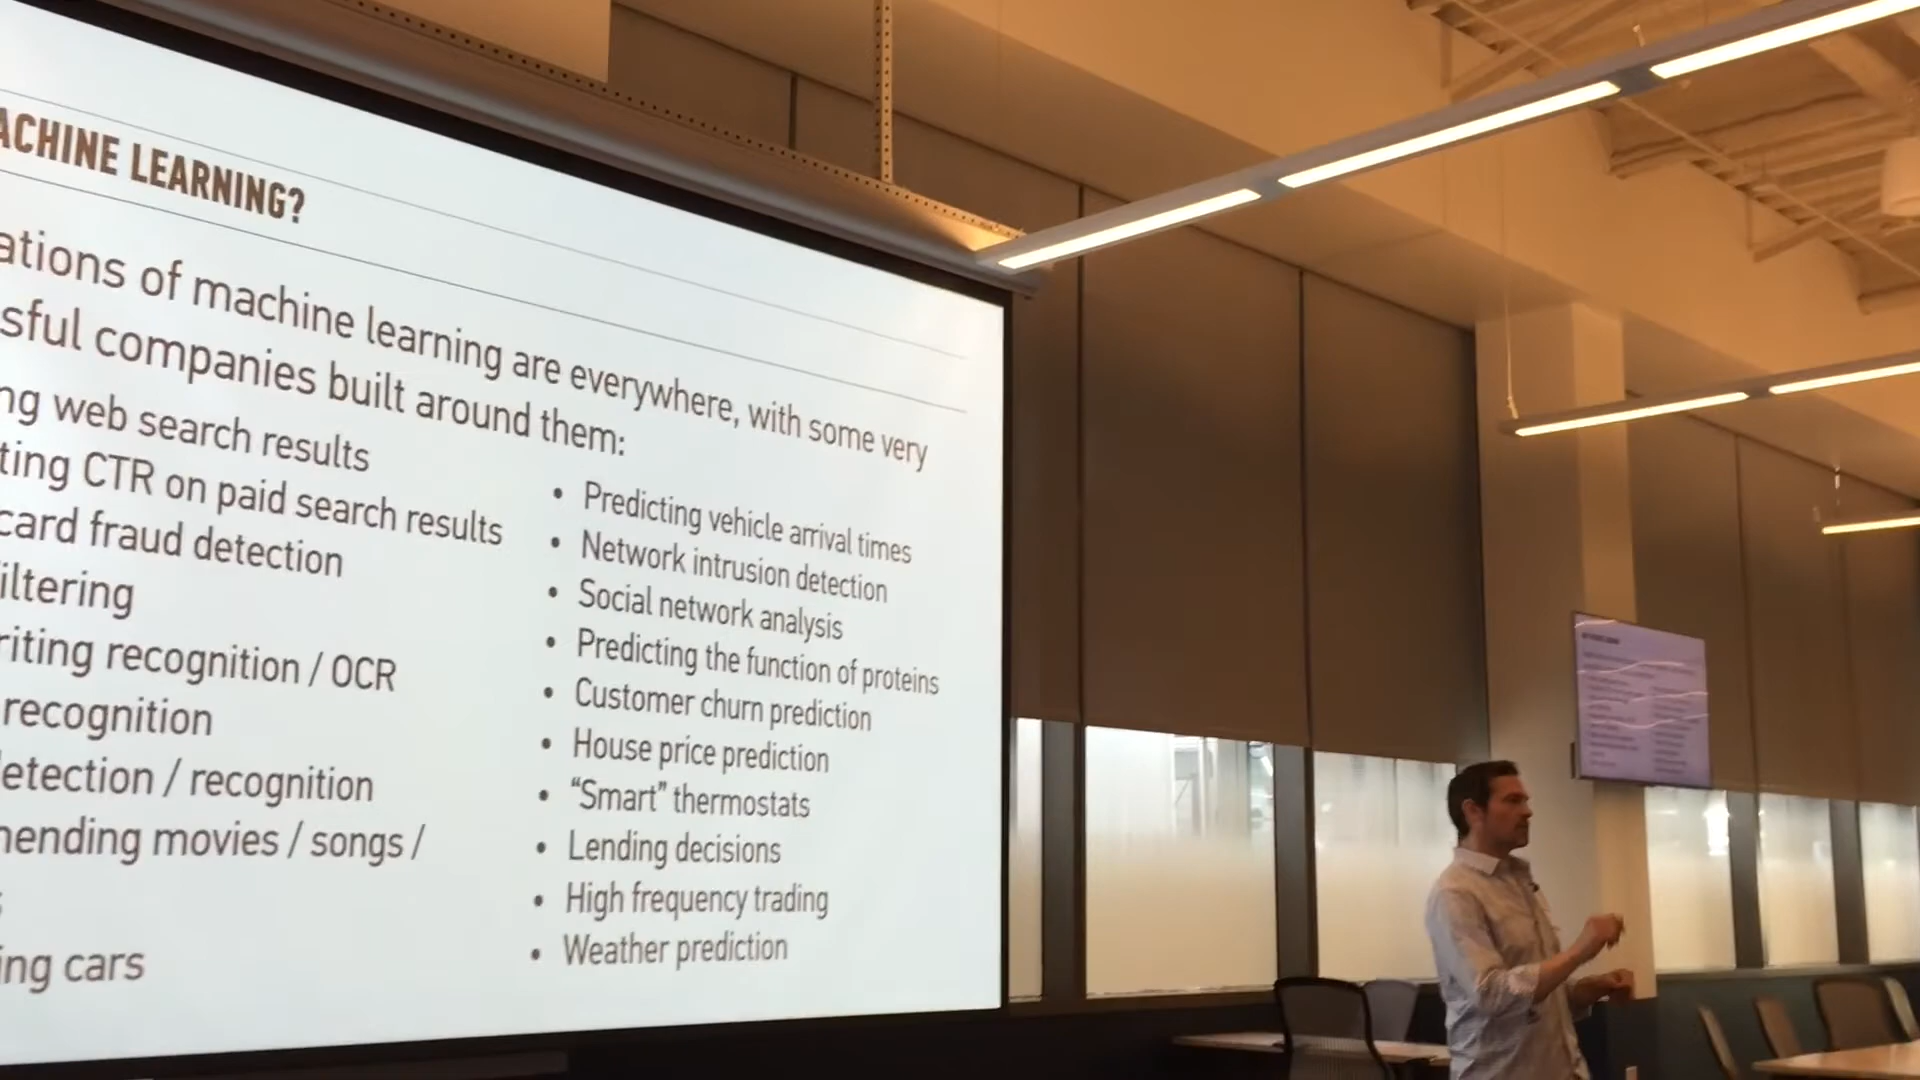 ACHINE LEARNING?
ations of machine learning are everywhere, with some very
sful companies built around them:
ng web search results
ting CTR on paid search results
card fraud detection
iltering
riting recognition / OCR
recognition
etection / recognition
mending movies / songs /
s
ing cars
• Predicting vehicle arrival times
• Network intrusion detection
• Social network analysis
• Predicting the function of proteins
• Customer churn prediction
• House price prediction
• “Smart” thermostats
• Lending decisions
• High frequency trading
• Weather prediction